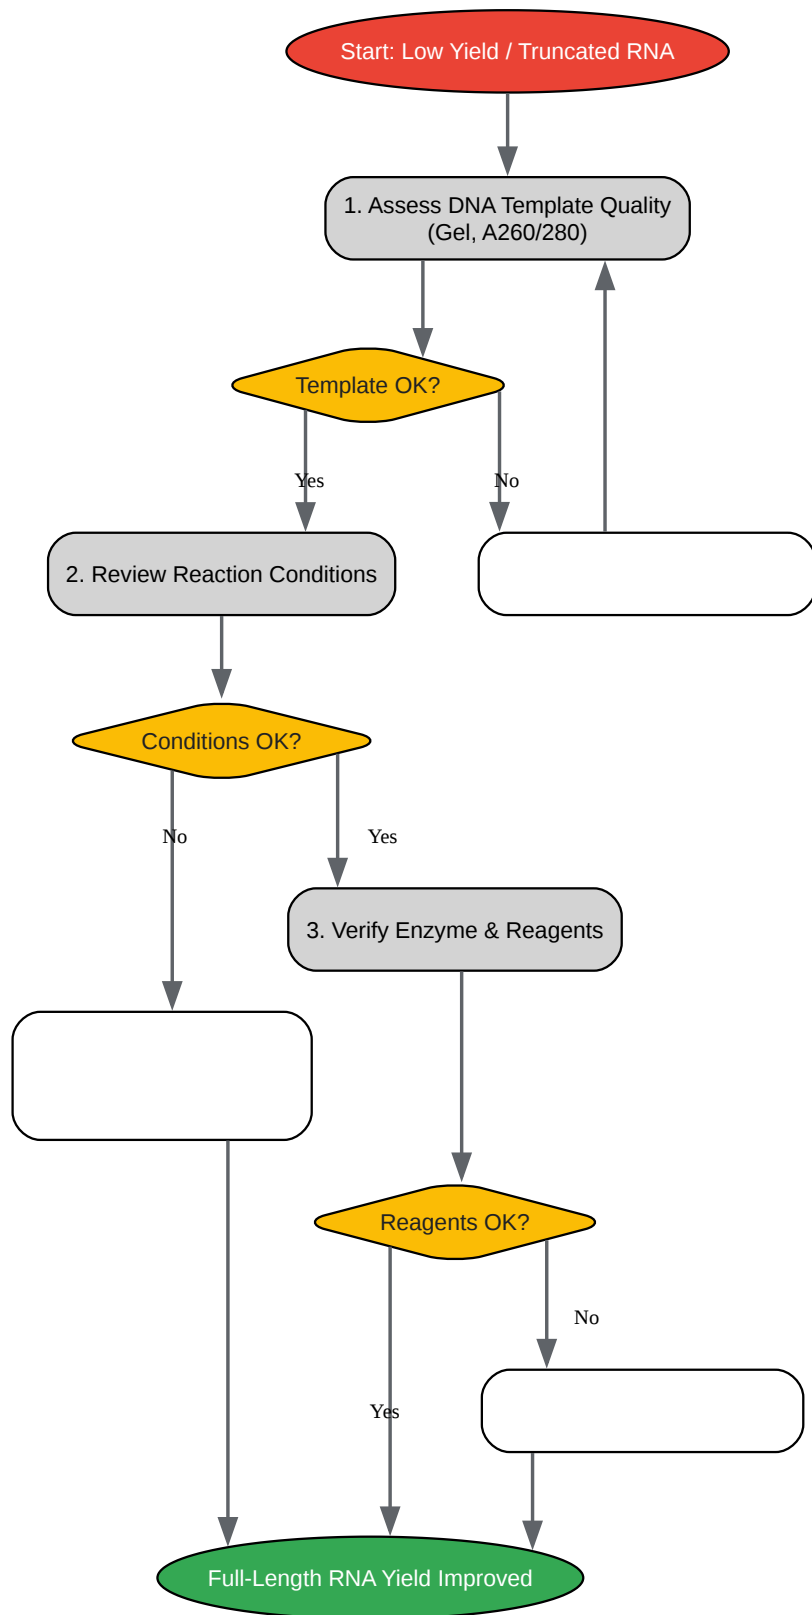 Start: Low Yield / Truncated RNA
1. Assess DNA Template Quality
(Gel, A260/280)
Template OK?
Yes
No
2. Review Reaction Conditions
Conditions OK?
No
Yes
3. Verify Enzyme & Reagents
Reagents OK?
No
Yes
Full-Length RNA Yield Improved